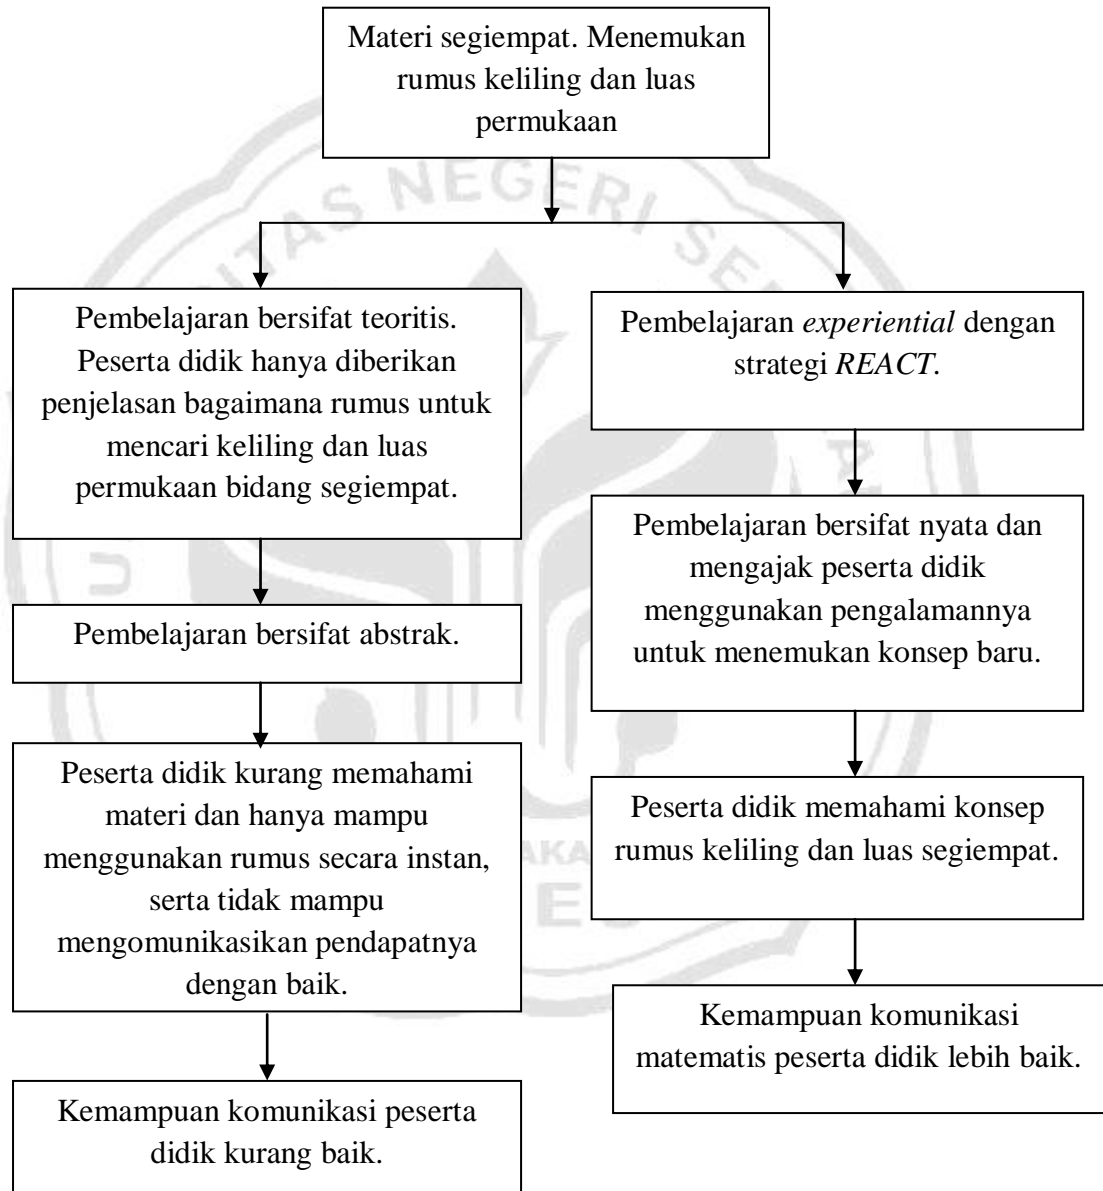 Materi segiempat. Menemukan
rumus keliling dan luas
permukaan
Pembelajaran bersifat teoritis.
Peserta didik hanya diberikan
penjelasan bagaimana rumus untuk
mencari keliling dan luas
permukaan bidang segiempat.
Pembelajaran bersifat abstrak.
Peserta didik kurang memahami
materi dan hanya mampu
menggunakan rumus secara instan,
serta tidak mampu
mengomunikasikan pendapatnya
dengan baik.
Kemampuan komunikasi peserta
didik kurang baik.
Pembelajaran experiential dengan
strategi REACT.
Pembelajaran bersifat nyata dan
mengajak peserta didik
menggunakan pengalamannya
untuk menemukan konsep baru.
Peserta didik memahami konsep
rumus keliling dan luas segiempat.
Kemampuan komunikasi
matematis peserta didik lebih baik.
NEGERI